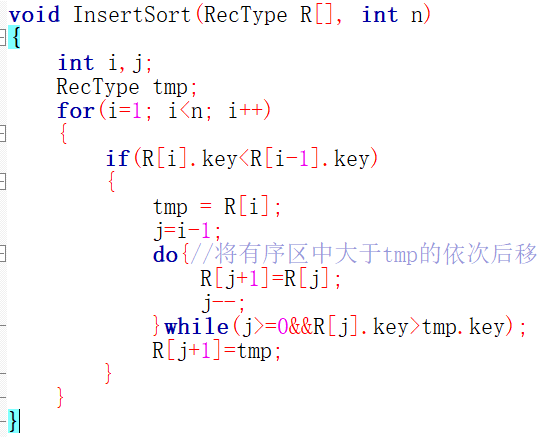 void InsertSort(RecType R[], int n)
{
    int i,j;
    RecType tmp;
    for(i=1; i<n; i++)
    {
        if(R[i].key<R[i-1].key)
        {
            tmp = R[i];
            j=i-1;
            do{//将有序区中大于tmp的依次后移
                R[j+1]=R[j];
                j--;
            }while(j>=0&&R[j].key>tmp.key);
            R[j+1]=tmp;
        }
    }
}